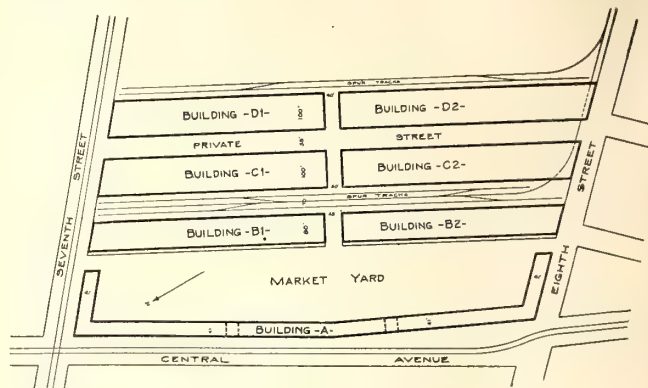 SPUR TRACKS
BUILDING -D1-
100'
40'
BUILDING -D2-
PRIVATE
STREET
BUILDING -C1-
100'
BUILDING -C2-
SPUR TRACKS
BUILDING -B1-
BUILDING -B2-
SEVENTH STREET
EIGHTH STREET
MARKET YARD
BUILDING -A-
CENTRAL AVENUE